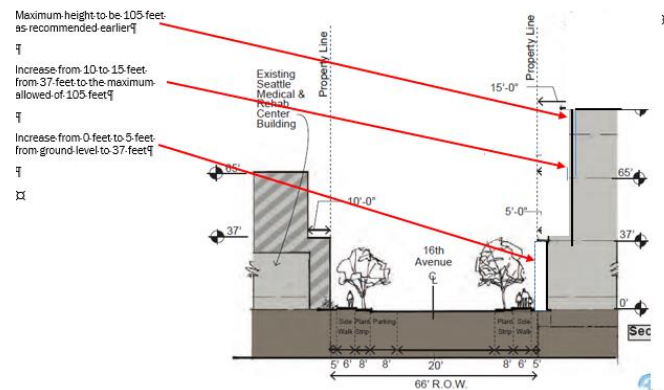 Maximum height to be 105 feet
as recommended earlier¶
¶
Increase from 10 to 15 feet
from 37 feet to the maximum
allowed of 105 feet¶
¶
Increase from 0 feet to 5 feet
from ground level to 37 feet¶
¶
¤
¤
Property Line
Property Line
Existing
Seattle
Medical &
Rehab
Center
Building
15'-0"
65'
65'
10'-0"
5'-0"
37'
37'
16th
Avenue
℄
0'
Side
Walk
Plant
Strip
Parking
Plant
Strip
Side
Walk
Sec
5' 6' 8' 8' 20' 8' 6' 5'
66' R.O.W.